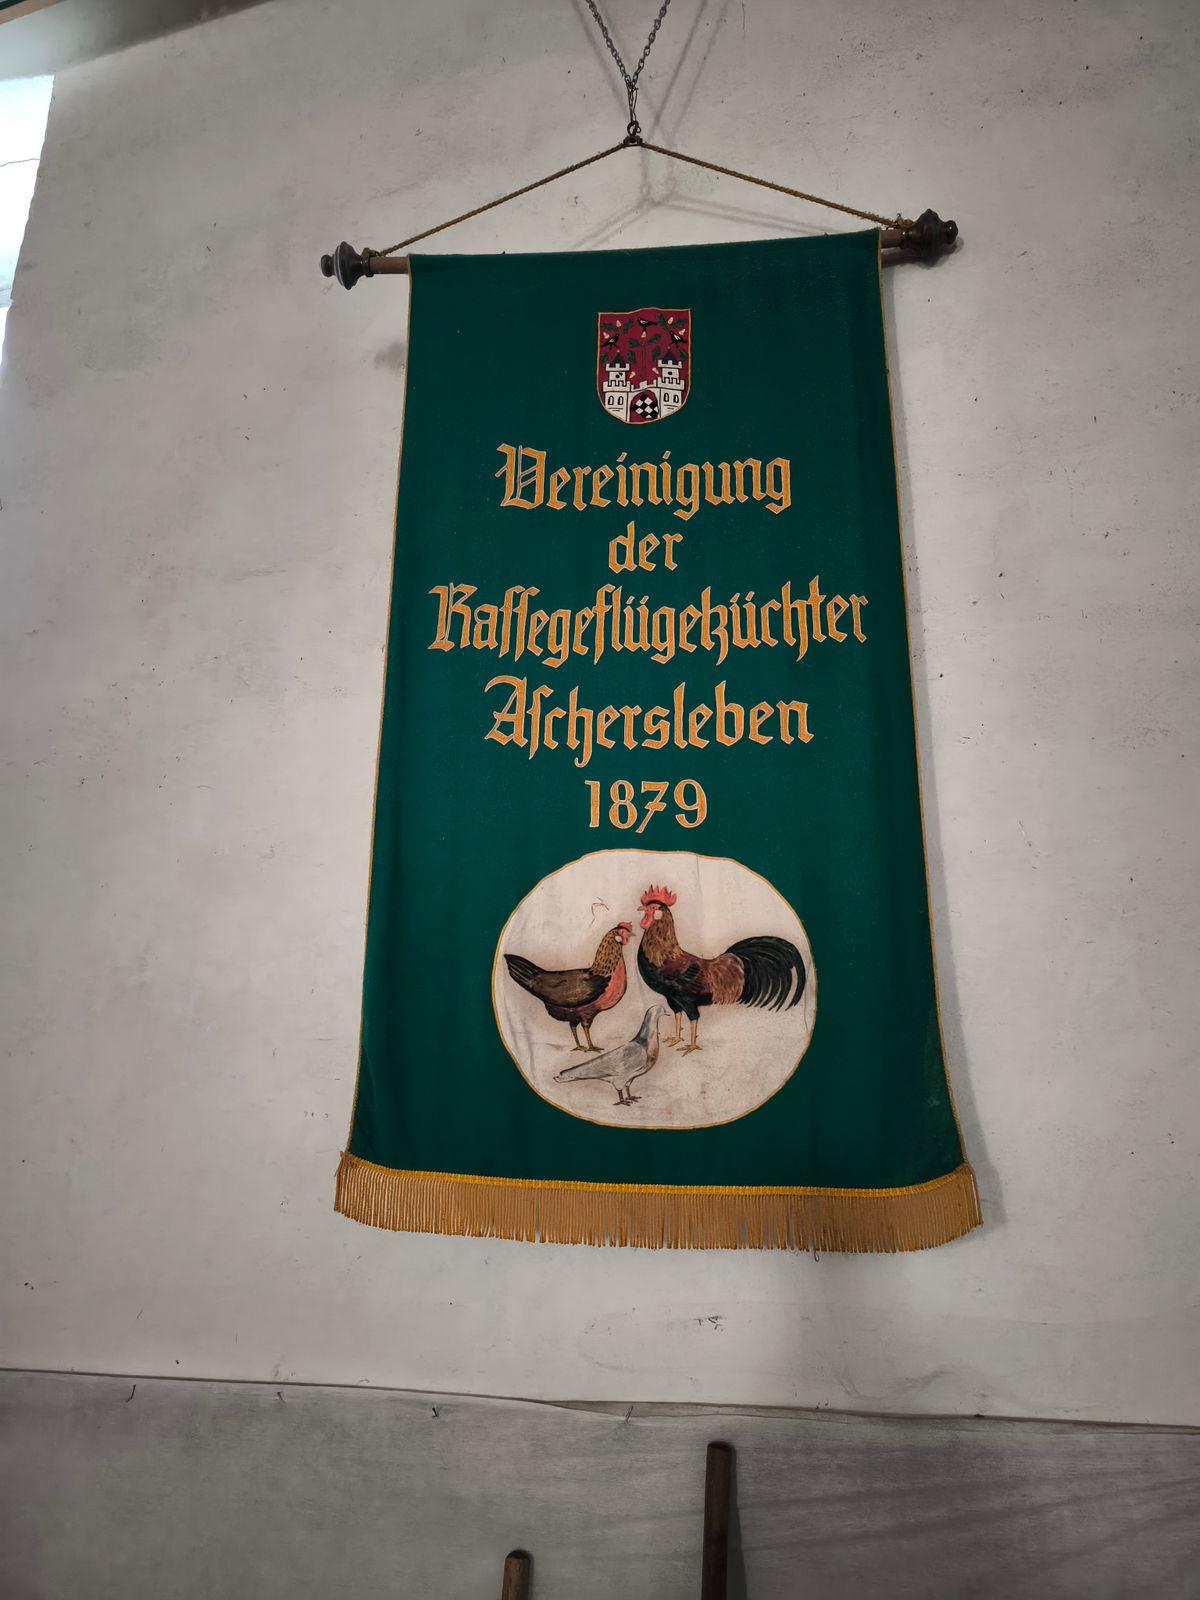 Vereinigung
der
Rassegeflügelzüchter
Aschersleben
1879